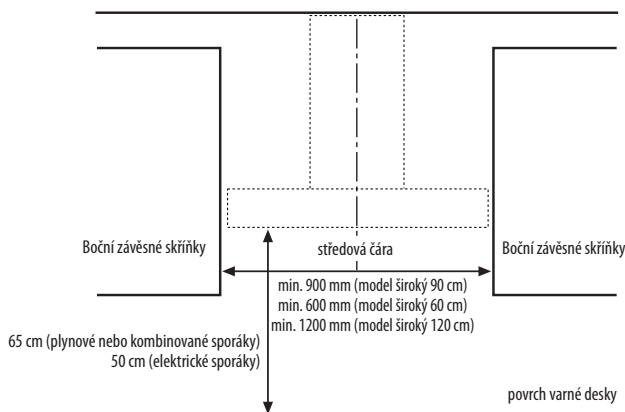 Boční závěsné skříňky
středová čára
Boční závěsné skříňky
min. 900 mm (model široký 90 cm)
min. 600 mm (model široký 60 cm)
min. 1200 mm (model široký 120 cm)
65 cm (plynové nebo kombinované sporáky)
50 cm (elektrické sporáky)
povrch varné desky